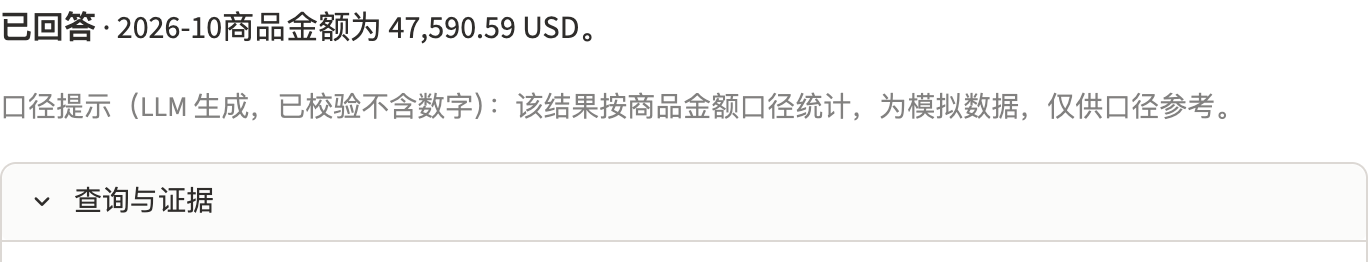 已回答 · 2026-10商品金额为 47,590.59 USD。
口径提示（LLM 生成，已校验不含数字）：该结果按商品金额口径统计，为模拟数据，仅供口径参考。
查询与证据